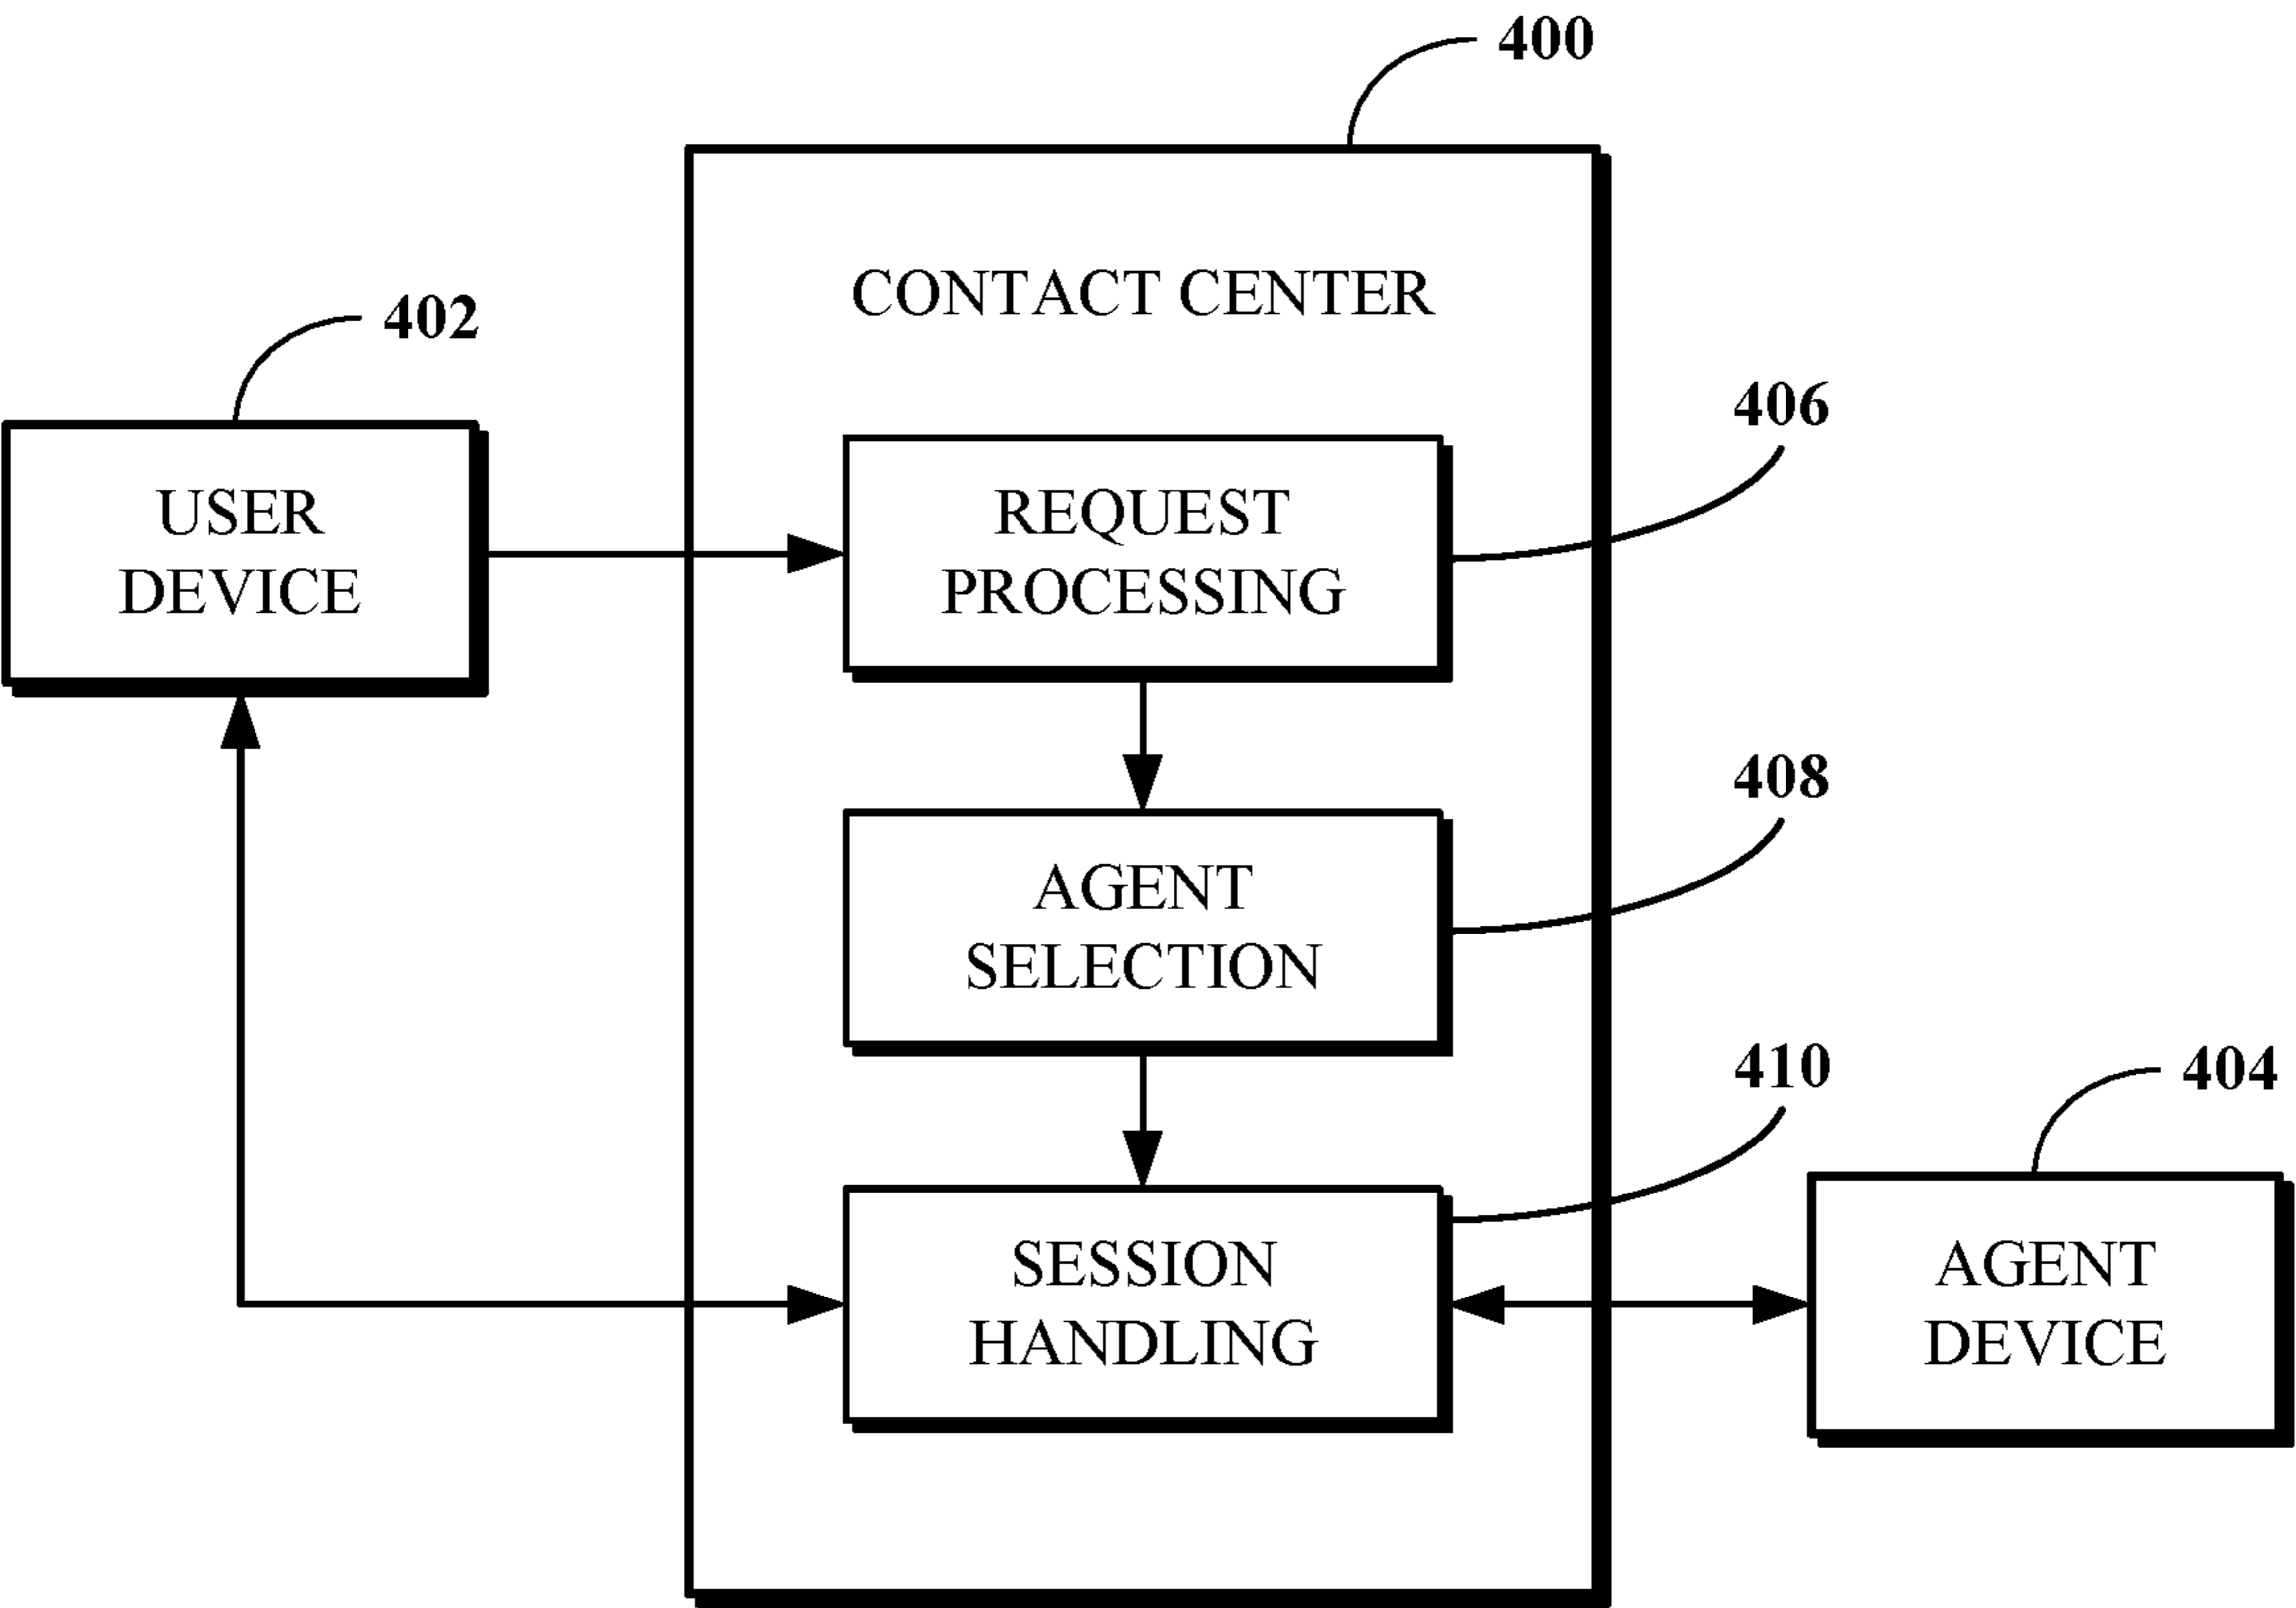 400
CONTACT CENTER
402
406
USER
DEVICE
REQUEST
PROCESSING
408
AGENT
SELECTION
410
404
SESSION
HANDLING
AGENT
DEVICE